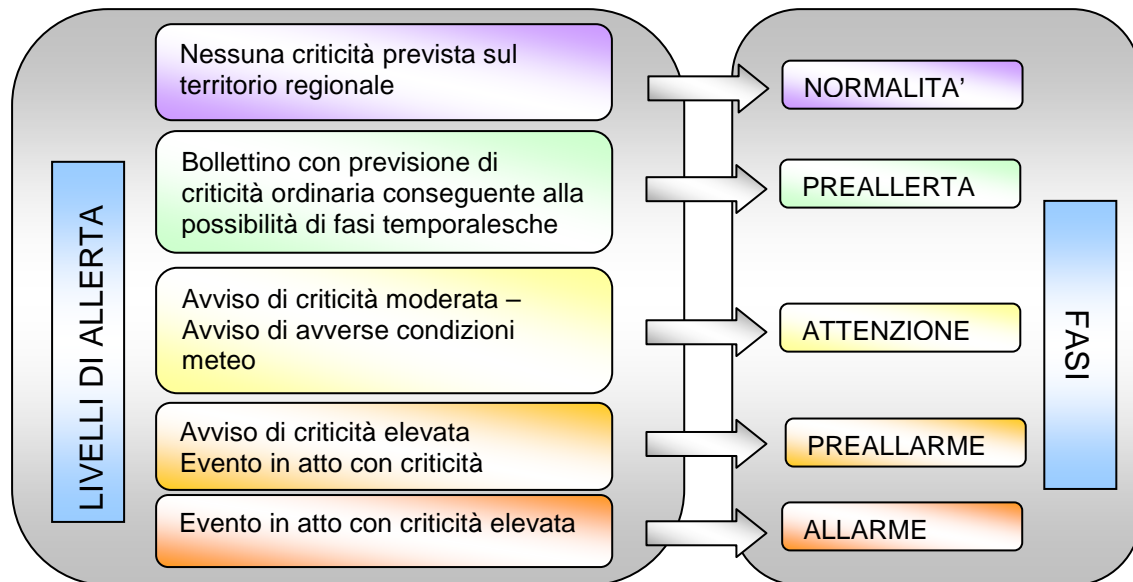 LIVELLI DI ALLERTA
Nessuna criticità prevista sul
territorio regionale
NORMALITA’
Bollettino con previsione di
criticità ordinaria conseguente alla
possibilità di fasi temporalesche
PREALLERTA
Avviso di criticità moderata –
Avviso di avverse condizioni
meteo
ATTENZIONE
Avviso di criticità elevata
Evento in atto con criticità
PREALLARME
Evento in atto con criticità elevata
ALLARME
FASI